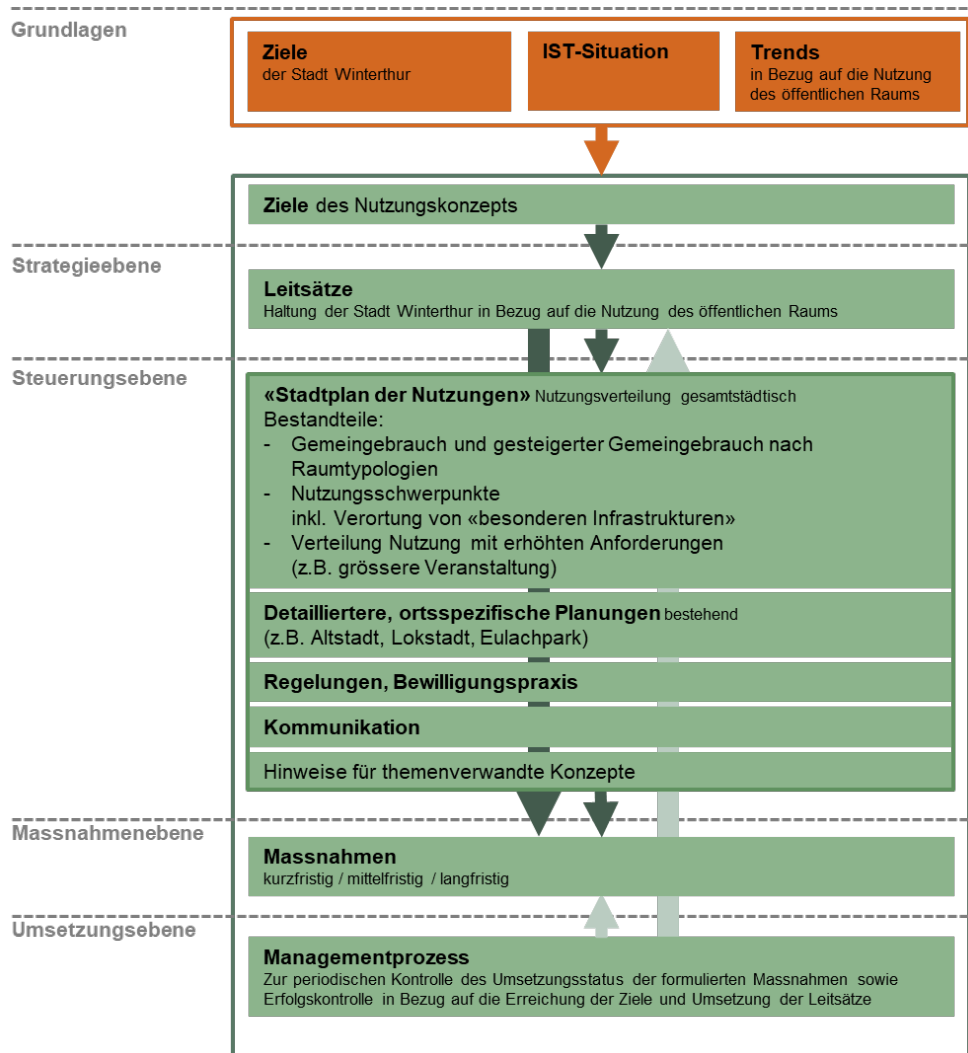 Grundlagen
Ziele
der Stadt Winterthur
IST-Situation
Trends
in Bezug auf die Nutzung
des öffentlichen Raums
Ziele des Nutzungskonzepts
Strategieebene
Leitsätze
Haltung der Stadt Winterthur in Bezug auf die Nutzung des öffentlichen Raums
Steuerungsebene
«Stadtplan der Nutzungen» Nutzungsverteilung gesamtstädtisch
Bestandteile:
- Gemeingebrauch und gesteigerter Gemeingebrauch nach
Raumtypologien
- Nutzungsschwerpunkte
inkl. Verortung von «besonderen Infrastrukturen»
- Verteilung Nutzung mit erhöhten Anforderungen
(z.B. grössere Veranstaltung)
Detailliertere, ortsspezifische Planungen bestehend
(z.B. Altstadt, Lokstadt, Eulachpark)
Regelungen, Bewilligungspraxis
Kommunikation
Hinweise für themenverwandte Konzepte
Massnahmenebene
Massnahmen
kurzfristig / mittelfristig / langfristig
Umsetzungsebene
Managementprozess
Zur periodischen Kontrolle des Umsetzungsstatus der formulierten Massnahmen sowie
Erfolgskontrolle in Bezug auf die Erreichung der Ziele und Umsetzung der Leitsätze